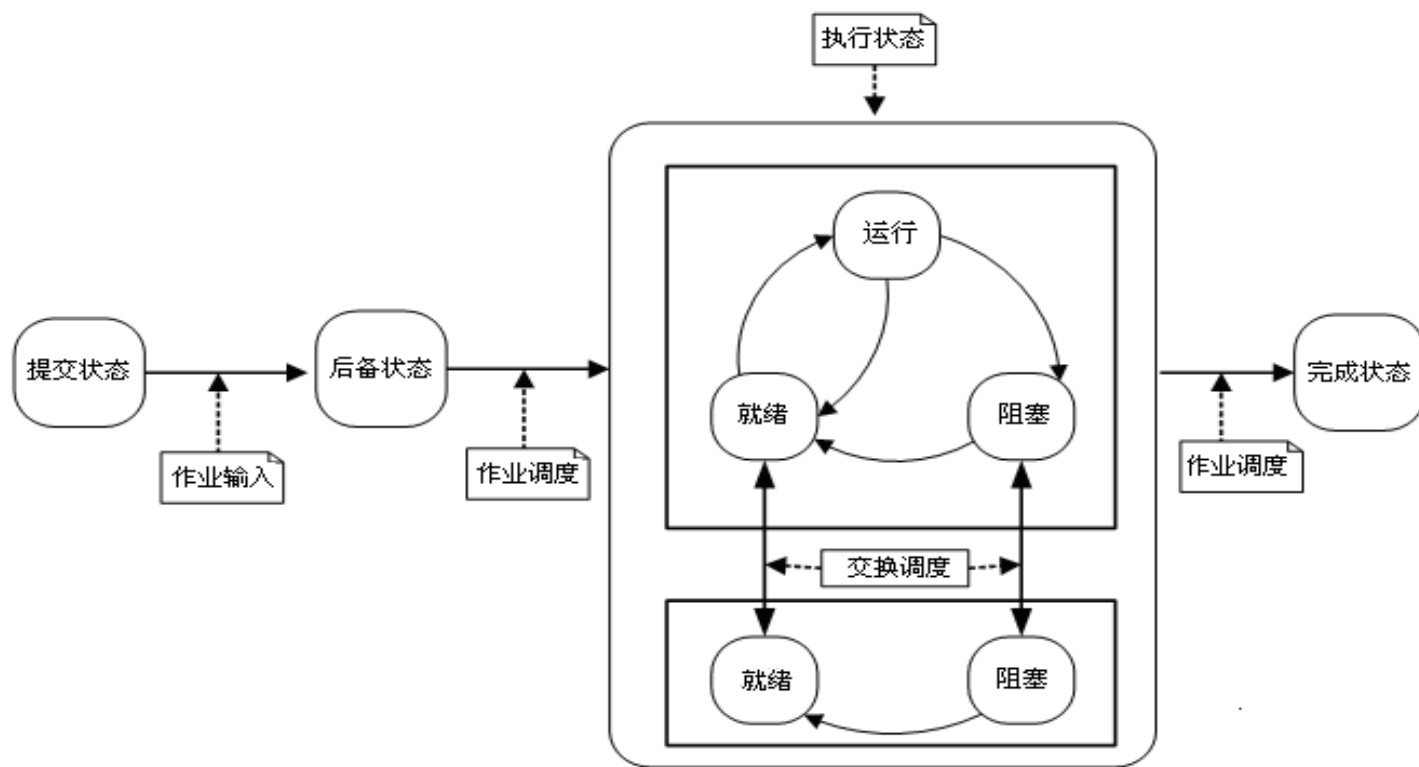 执行状态
运行
提交状态
后备状态
完成状态
就绪
阻塞
作业输入
作业调度
作业调度
交换调度
就绪
阻塞